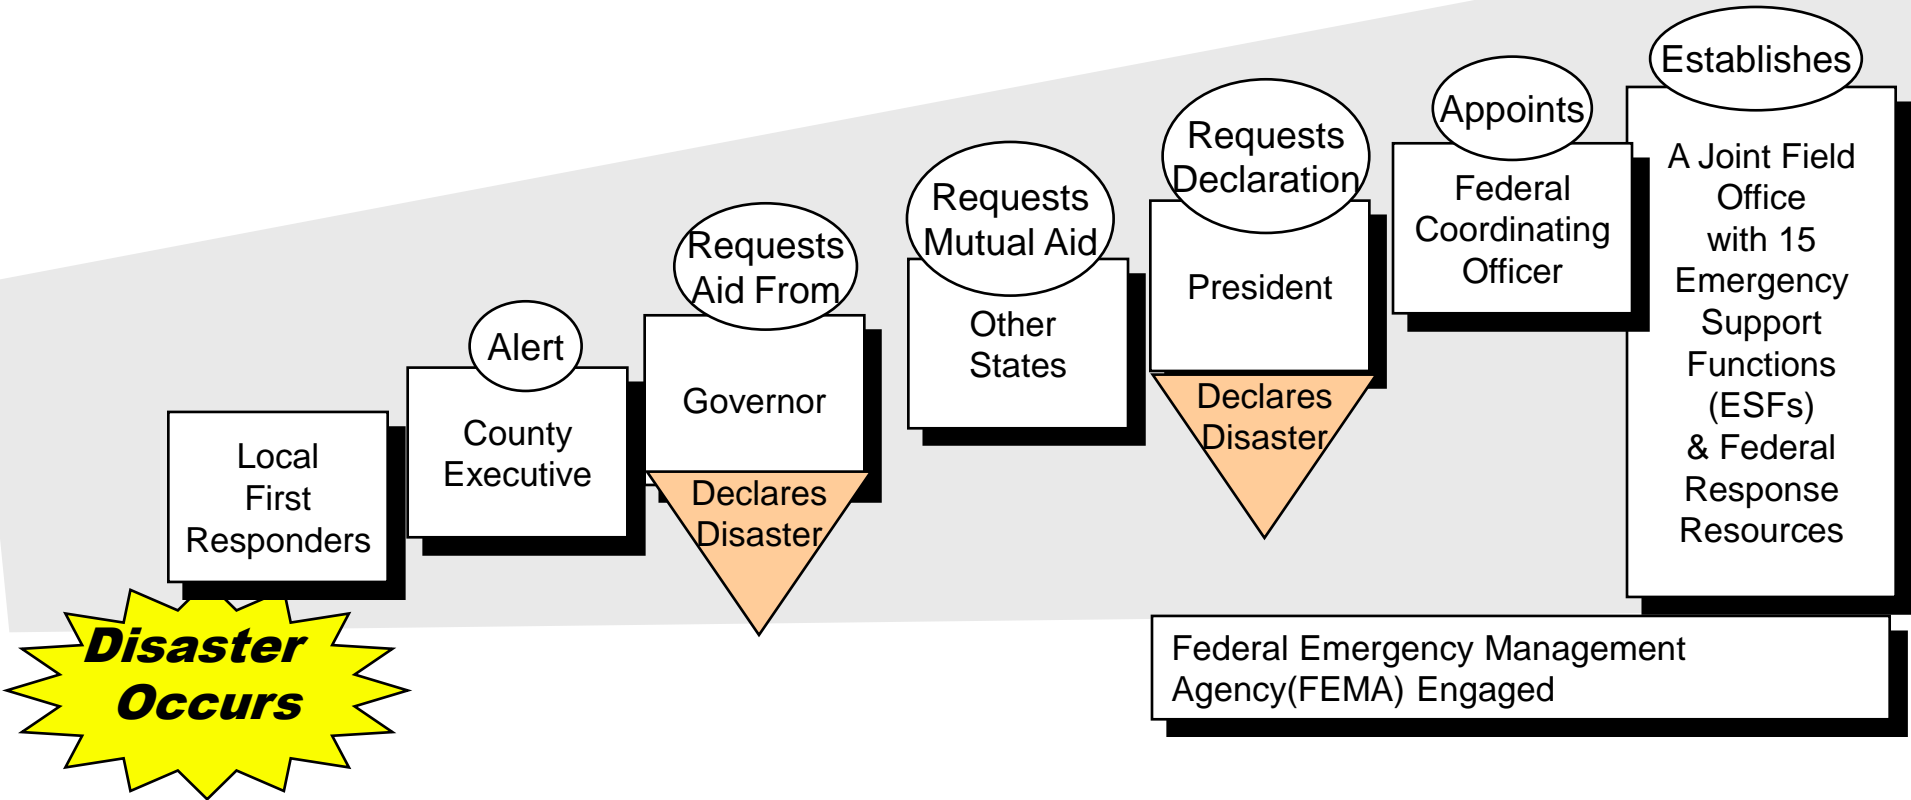 Disaster
Occurs
Local
First
Responders
Alert
County
Executive
Requests
Aid From
Governor
Declares
Disaster
Requests
Mutual Aid
Other
States
Requests
Declaration
President
Declares
Disaster
Appoints
Federal
Coordinating
Officer
Establishes
A Joint Field
Office
with 15
Emergency
Support
Functions
(ESFs)
& Federal
Response
Resources
Federal Emergency Management
Agency(FEMA) Engaged